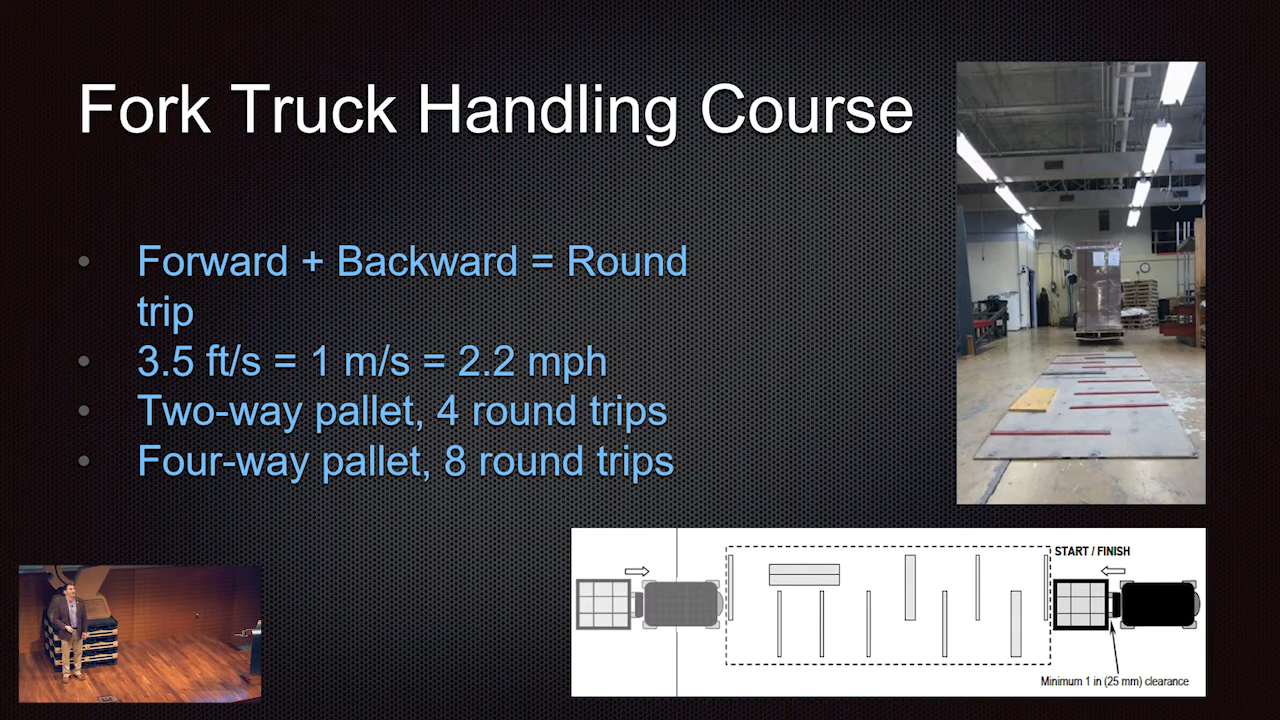 Fork Truck Handling Course
• Forward + Backward = Round
trip
• 3.5 ft/s = 1 m/s = 2.2 mph
• Two-way pallet, 4 round trips
• Four-way pallet, 8 round trips
START / FINISH
Minimum 1 in (25 mm) clearance